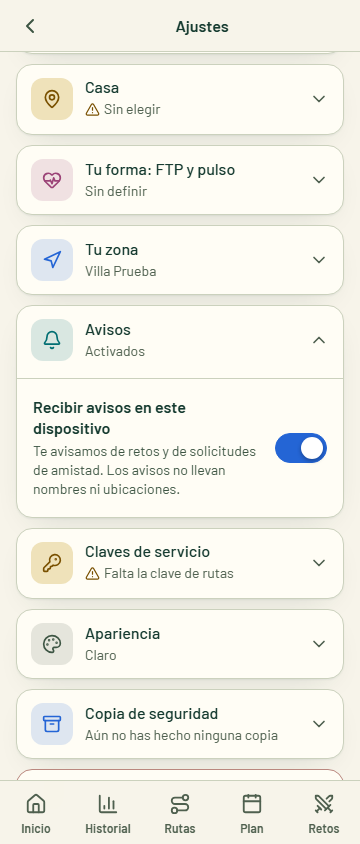 Ajustes
Casa
Sin elegir
Tu forma: FTP y pulso
Sin definir
Tu zona
Villa Prueba
Avisos
Activados
Recibir avisos en este
dispositivo
Te avisamos de retos y de solicitudes
de amistad. Los avisos no llevan
nombres ni ubicaciones.
Claves de servicio
Falta la clave de rutas
Apariencia
Claro
Copia de seguridad
Aún no has hecho ninguna copia
Inicio
Historial
Rutas
Plan
Retos